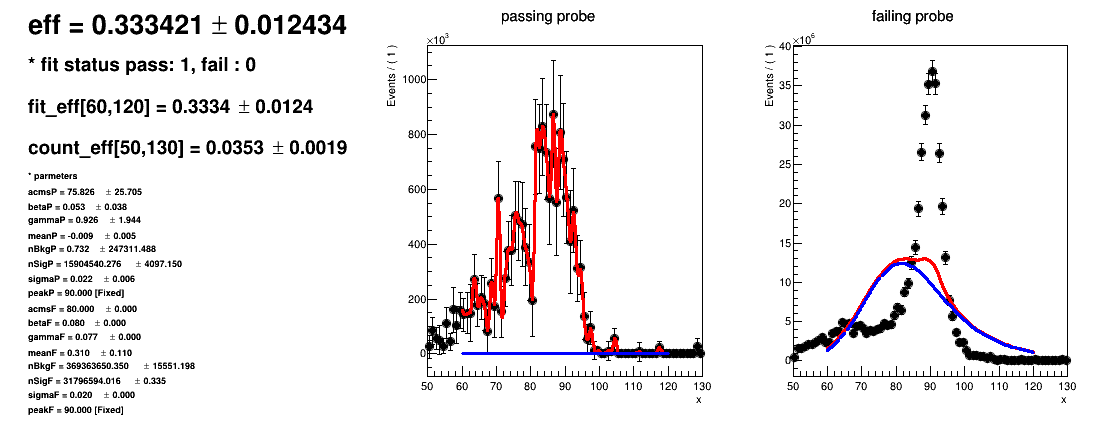 eff = 0.333421 ± 0.012434
* fit status pass: 1, fail : 0
fit_eff[60,120] = 0.3334 ± 0.0124
count_eff[50,130] = 0.0353 ± 0.0019
* parmeters
acmsP = 75.826 ± 25.705
betaP = 0.053 ± 0.038
gammaP = 0.926 ± 1.944
meanP = -0.009 ± 0.005
nBkgP = 0.732 ± 247311.488
nSigP = 15904540.276 ± 4097.150
sigmaP = 0.022 ± 0.006
peakP = 90.000 [Fixed]
acmsF = 80.000 ± 0.000
betaF = 0.080 ± 0.000
gammaF = 0.077 ± 0.000
meanF = 0.310 ± 0.110
nBkgF = 369363650.350 ± 15551.198
nSigF = 31796594.016 ± 0.335
sigmaF = 0.020 ± 0.000
peakF = 90.000 [Fixed]
passing probe
×10³
Events / ( 1 )
1000
800
600
400
200
0
50 60 70 80 90 100 110 120 130
x
failing probe
×10⁶
Events / ( 1 )
40
35
30
25
20
15
10
5
0
50 60 70 80 90 100 110 120 130
x